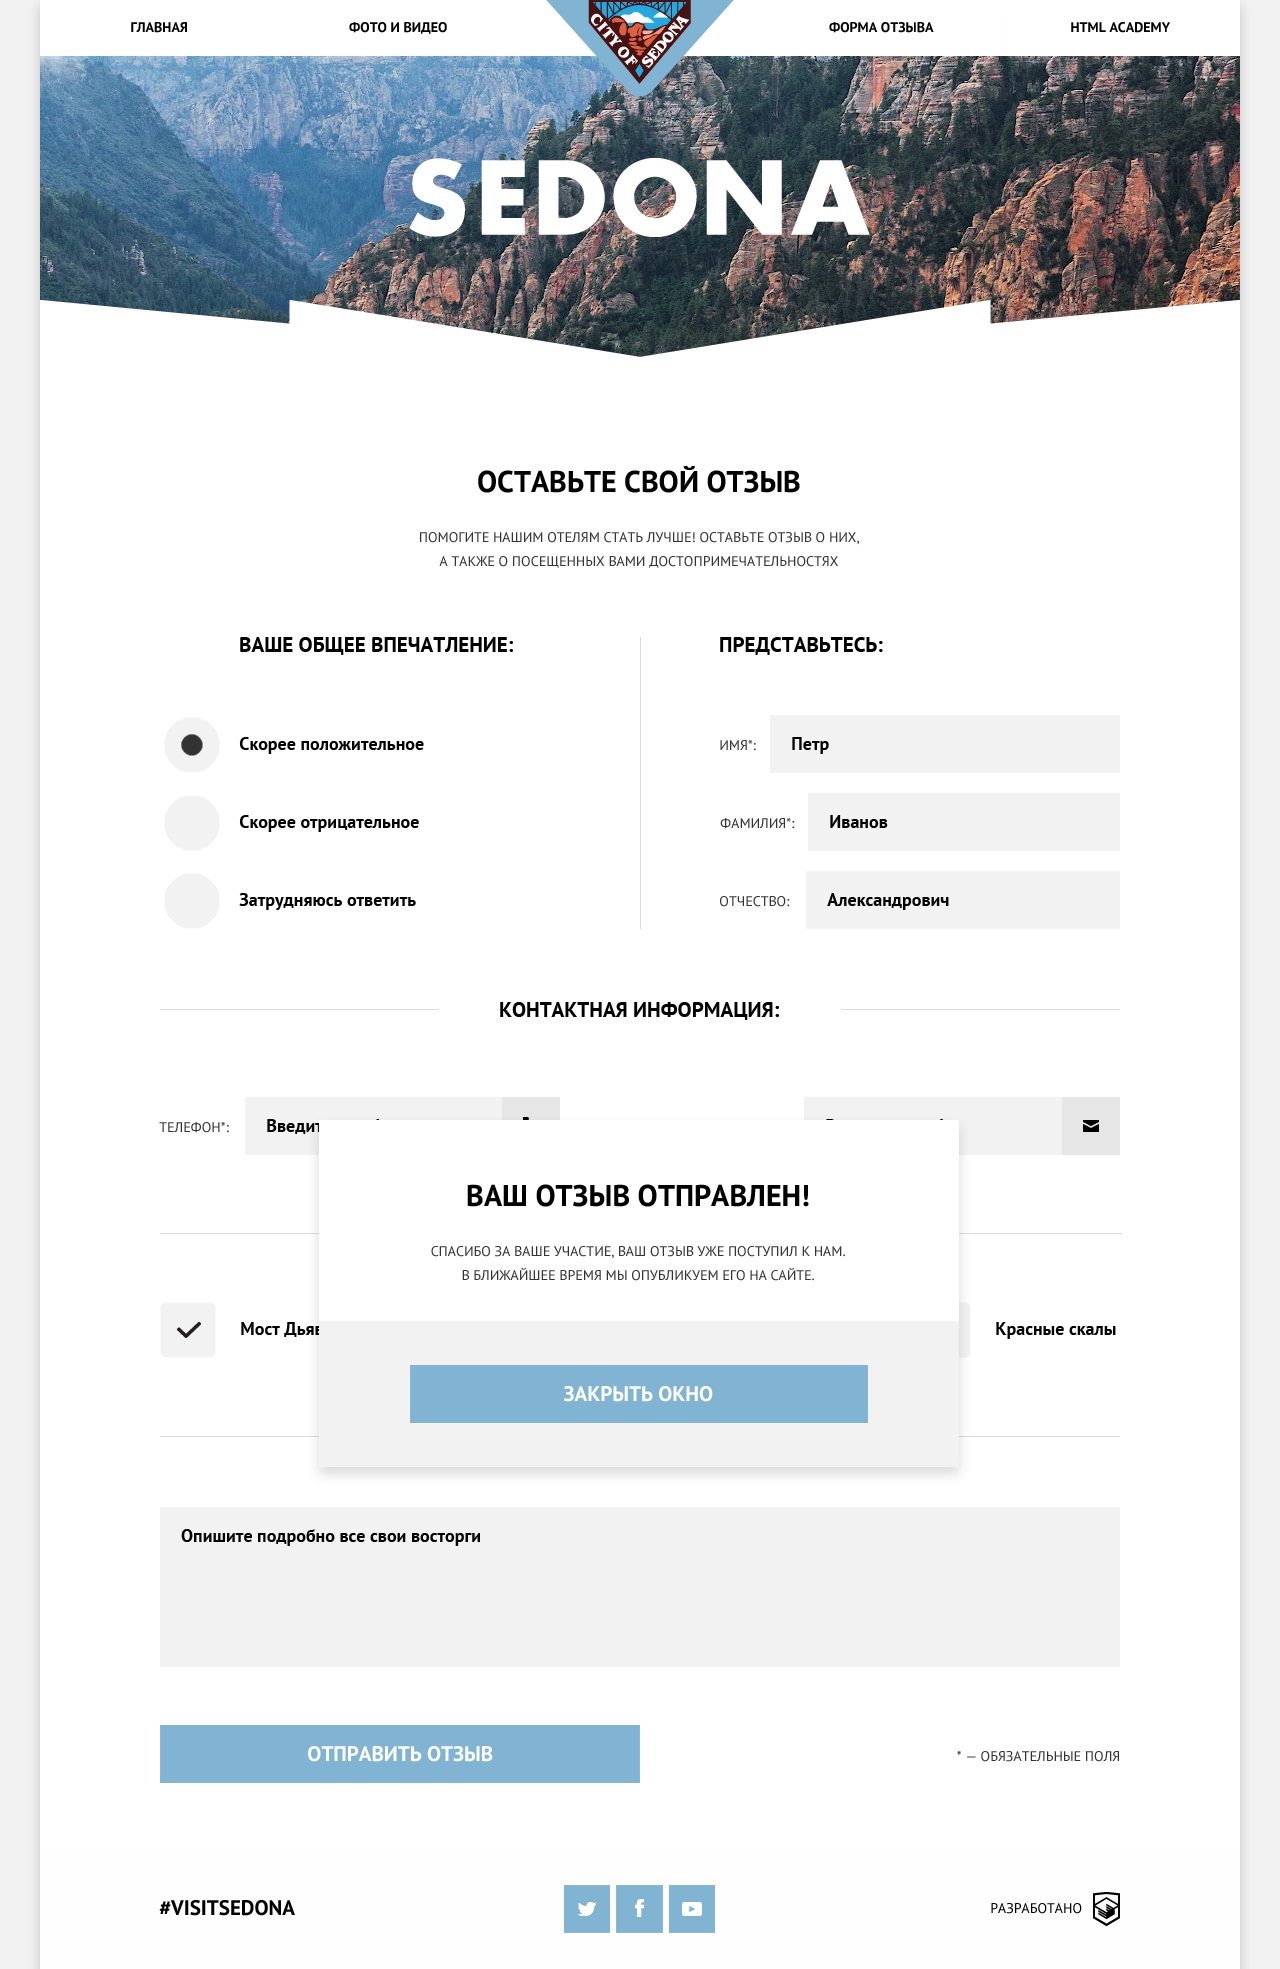 ГЛАВНАЯ
ФОТО И ВИДЕО
CITY OF SEDONA
ФОРМА ОТЗЫВА
HTML ACADEMY
SEDONA
ОСТАВЬТЕ СВОЙ ОТЗЫВ
ПОМОГИТЕ НАШИМ ОТЕЛЯМ СТАТЬ ЛУЧШЕ! ОСТАВЬТЕ ОТЗЫВ О НИХ,
А ТАКЖЕ О ПОСЕЩЕННЫХ ВАМИ ДОСТОПРИМЕЧАТЕЛЬНОСТЯХ
ВАШЕ ОБЩЕЕ ВПЕЧАТЛЕНИЕ:
Скорее положительное
Скорее отрицательное
Затрудняюсь ответить
ПРЕДСТАВЬТЕСЬ:
ИМЯ*:
Петр
ФАМИЛИЯ*:
Иванов
ОТЧЕСТВО:
Александрович
КОНТАКТНАЯ ИНФОРМАЦИЯ:
ТЕЛЕФОН*:
ВАШ ОТЗЫВ ОТПРАВЛЕН!
СПАСИБО ЗА ВАШЕ УЧАСТИЕ, ВАШ ОТЗЫВ УЖЕ ПОСТУПИЛ К НАМ.
В БЛИЖАЙШЕЕ ВРЕМЯ МЫ ОПУБЛИКУЕМ ЕГО НА САЙТЕ.
Мост
Красные скалы
ЗАКРЫТЬ ОКНО
Опишите подробно все свои восторги
ОТПРАВИТЬ ОТЗЫВ
* — ОБЯЗАТЕЛЬНЫЕ ПОЛЯ
#VISITSEDONA
РАЗРАБОТАНО